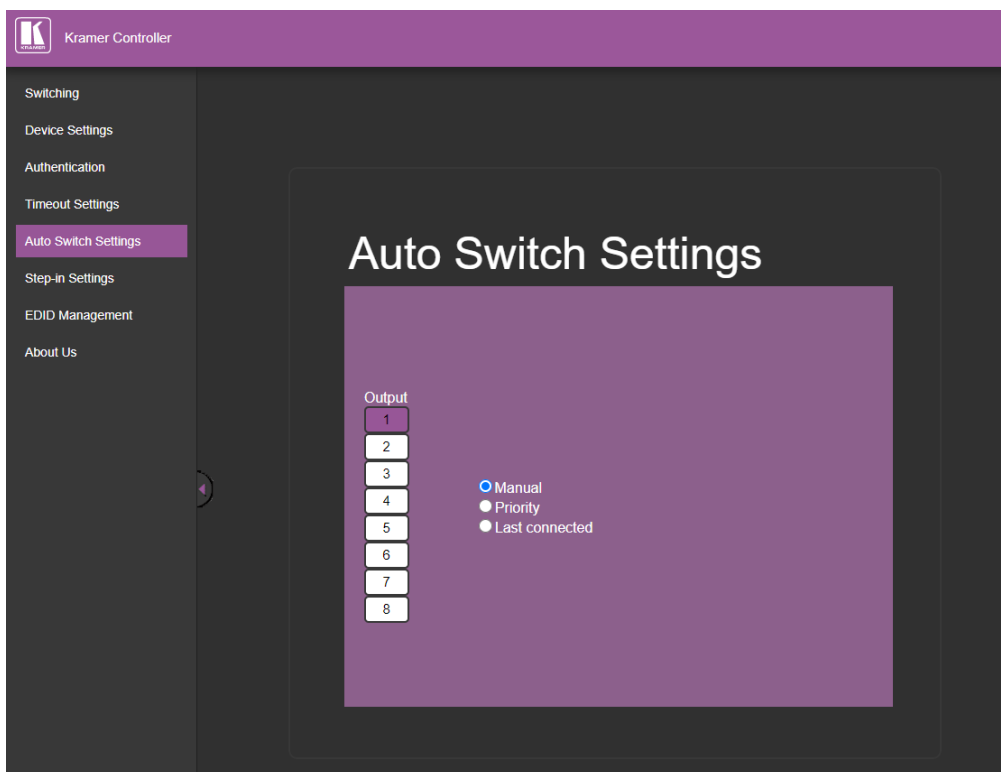 KRAMER
Kramer Controller
Switching
Device Settings
Authentication
Timeout Settings
Auto Switch Settings
Step-in Settings
EDID Management
About Us
Auto Switch Settings
Output
1
2
3
4
5
6
7
8
Manual
Priority
Last connected